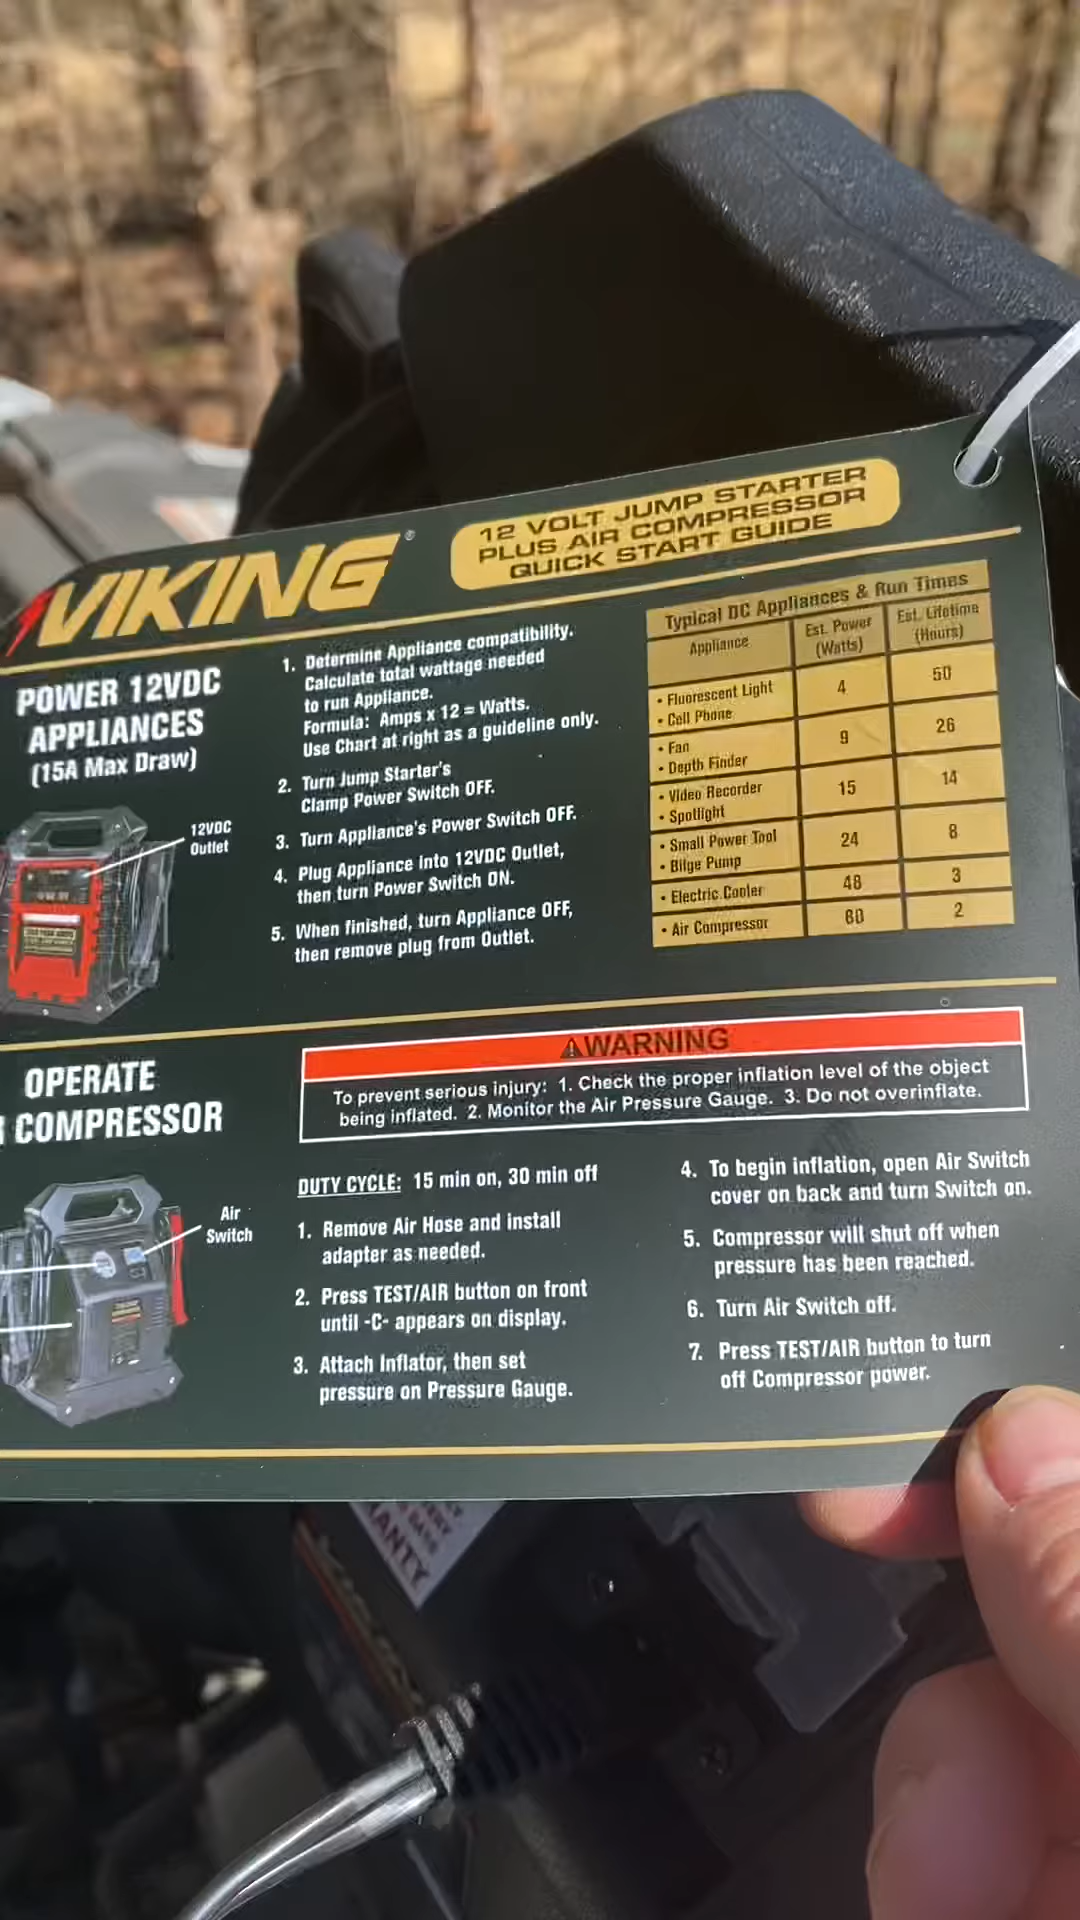 VIKING®
12 VOLT JUMP STARTER
PLUS AIR COMPRESSOR
QUICK START GUIDE
POWER 12VDC
APPLIANCES
(15A Max Draw)
12VDC
Outlet
1. Determine Appliance compatibility.
Calculate total wattage needed
to run Appliance.
Formula: Amps x 12 = Watts.
Use Chart at right as a guideline only.
2. Turn Jump Starter's
Clamp Power Switch OFF.
3. Turn Appliance's Power Switch OFF.
4. Plug Appliance into 12VDC Outlet,
then turn Power Switch ON.
5. When finished, turn Appliance OFF,
then remove plug from Outlet.
Typical DC Appliances & Run Times
Appliance Est. Power (Watts) Est. Lifetime (Hours)
• Fluorescent Light
• Cell Phone 4 50
• Fan
• Depth Finder 9 26
• Video Recorder
• Spotlight 15 14
• Small Power Tool
• Bilge Pump 24 8
• Electric Cooler 48 3
• Air Compressor 80 2
OPERATE
COMPRESSOR
Air
Switch
WARNING
To prevent serious injury: 1. Check the proper inflation level of the object
being inflated. 2. Monitor the Air Pressure Gauge. 3. Do not overinflate.
DUTY CYCLE: 15 min on, 30 min off
1. Remove Air Hose and install
adapter as needed.
2. Press TEST/AIR button on front
until -C- appears on display.
3. Attach Inflator, then set
pressure on Pressure Gauge.
4. To begin inflation, open Air Switch
cover on back and turn Switch on.
5. Compressor will shut off when
pressure has been reached.
6. Turn Air Switch off.
7. Press TEST/AIR button to turn
off Compressor power.